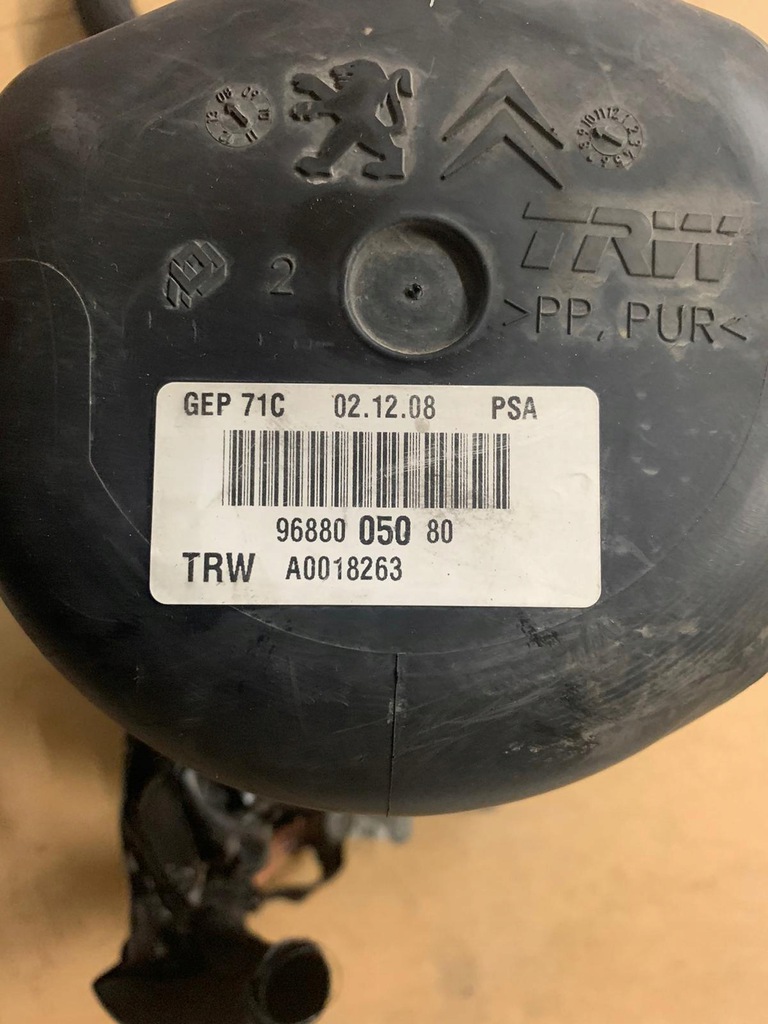 TRW
2
>PP, PUR<
GEP 71C 02.12.08 PSA
96880 050 80
TRW A0018263